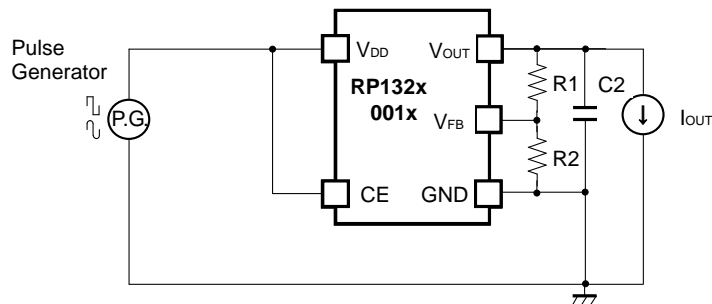 Pulse
Generator
P.G.
VDD
VOUT
RP132x
001x
VFB
CE
GND
R1
C2
R2
IOUT